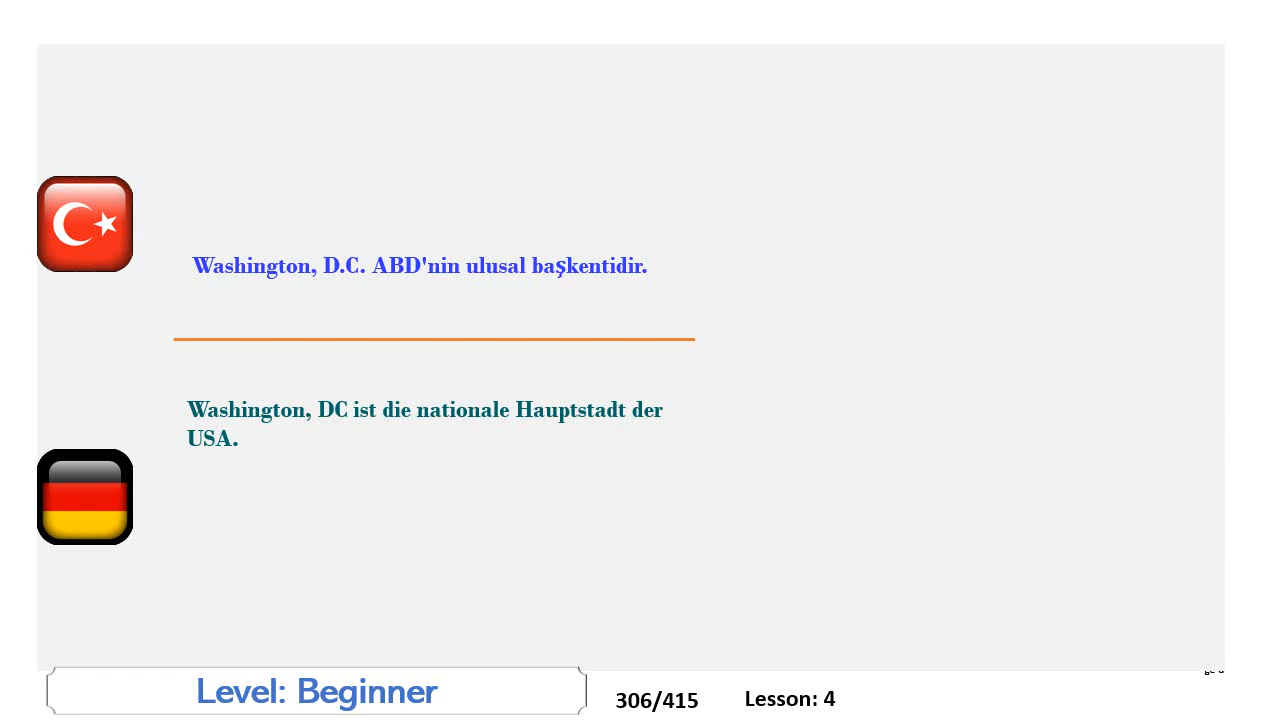 Washington, D.C. ABD'nin ulusal başkentidir.
Washington, DC ist die nationale Hauptstadt der
USA.
Level: Beginner
306/415
Lesson: 4